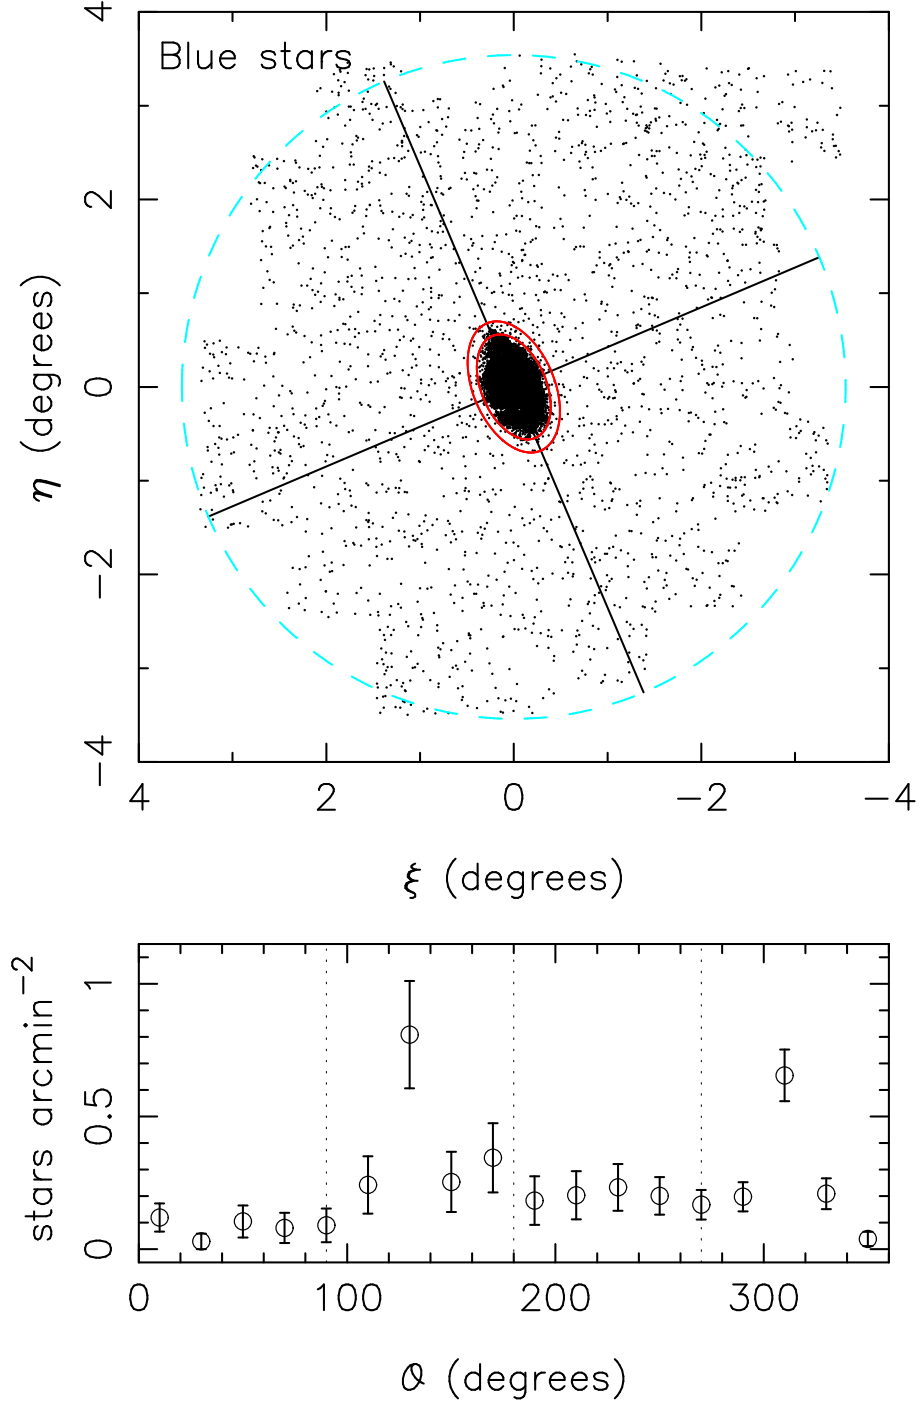 Blue stars
4
2
0
−2
−4
η (degrees)
4 2 0 −2 −4
ξ (degrees)
1
0.5
0
stars arcmin−2
0 100 200 300
ϑ (degrees)